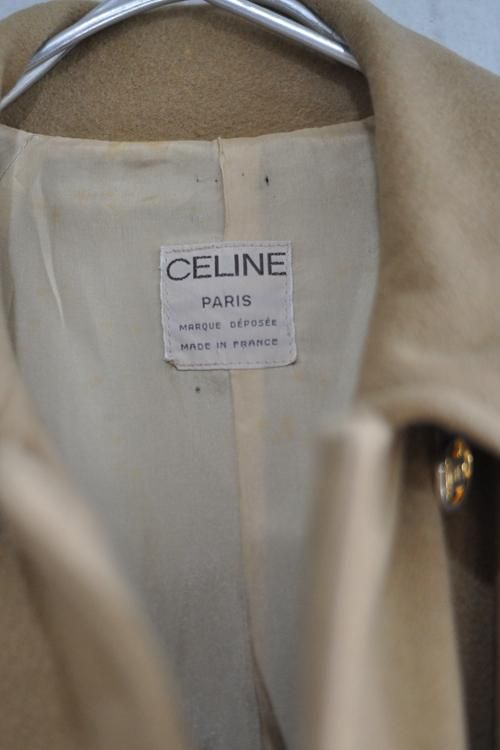 CELINE
PARIS
MARQUE DÉPOSÉE
MADE IN FRANCE